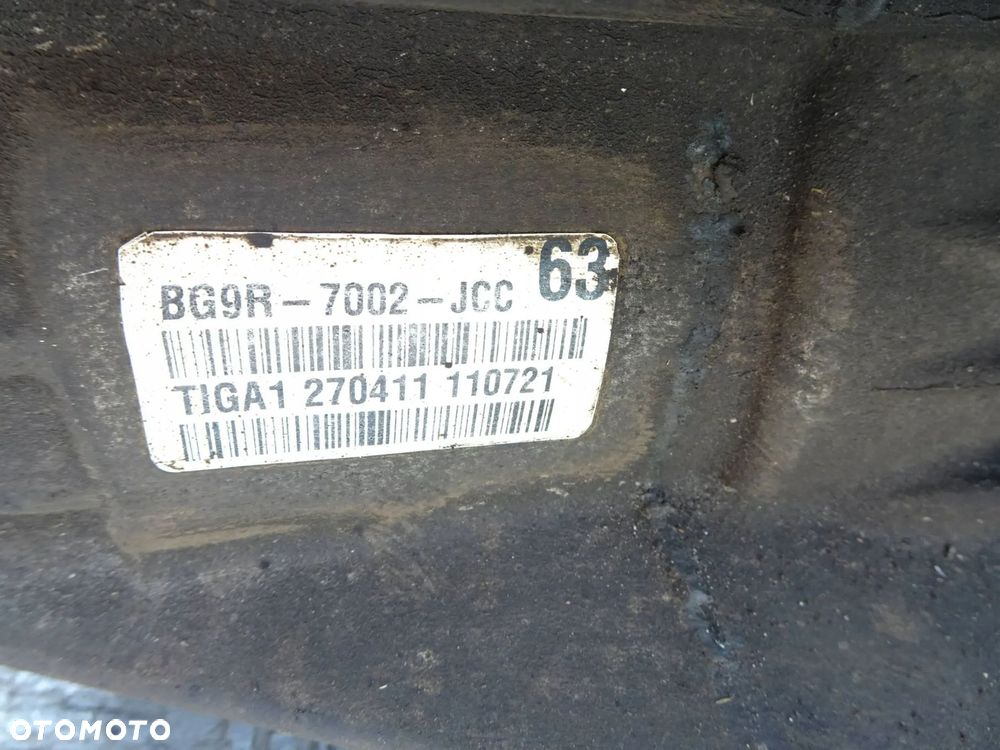 63
BG9R-7002-JCC
TIGA1 270411 110721
OTOMOTO